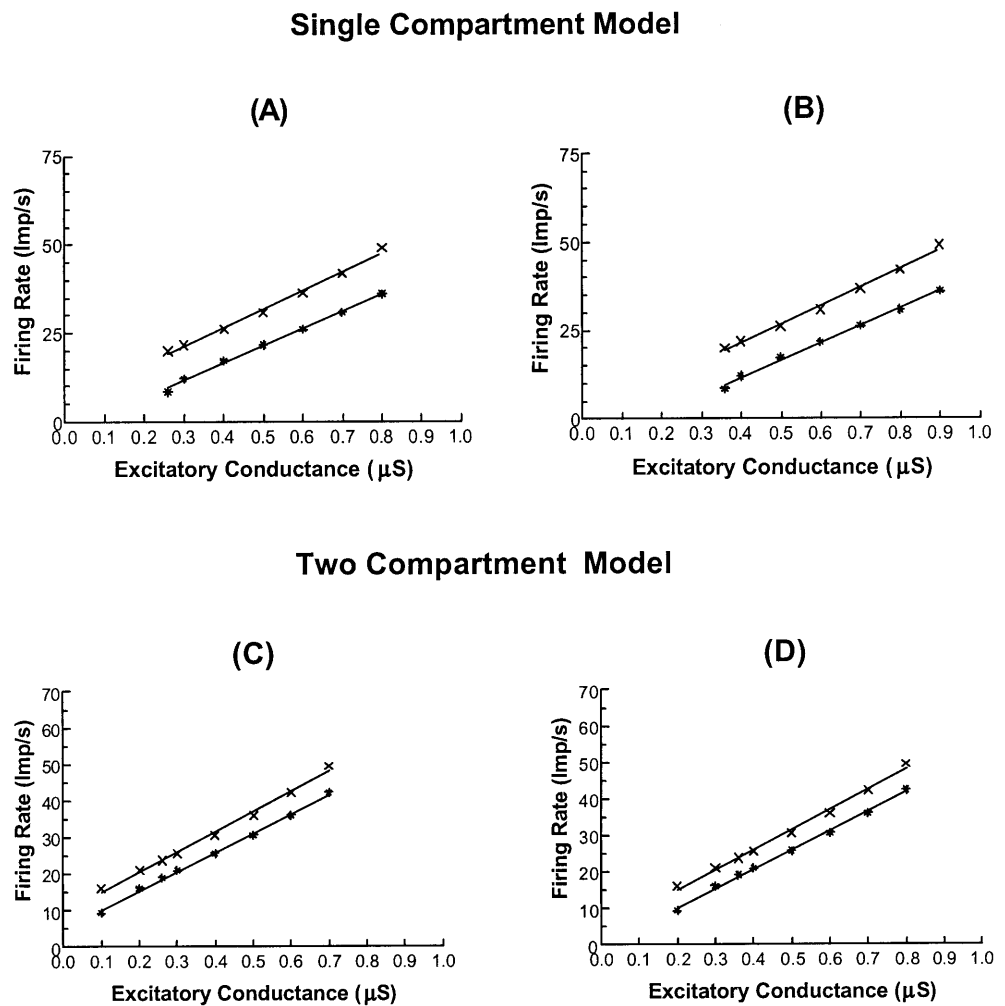 Single Compartment Model
(A)
(B)
75
50
25
0
Firing Rate (Imp/s)
0.0 0.1 0.2 0.3 0.4 0.5 0.6 0.7 0.8 0.9 1.0
Excitatory Conductance (μS)
75
50
25
0
Firing Rate (Imp/s)
0.0 0.1 0.2 0.3 0.4 0.5 0.6 0.7 0.8 0.9 1.0
Excitatory Conductance (μS)
Two Compartment Model
(C)
(D)
70
60
50
40
30
20
10
0
Firing Rate (Imp/s)
0.0 0.1 0.2 0.3 0.4 0.5 0.6 0.7 0.8 0.9 1.0
Excitatory Conductance (μS)
70
60
50
40
30
20
10
0
Firing Rate (Imp/s)
0.0 0.1 0.2 0.3 0.4 0.5 0.6 0.7 0.8 0.9 1.0
Excitatory Conductance (μS)